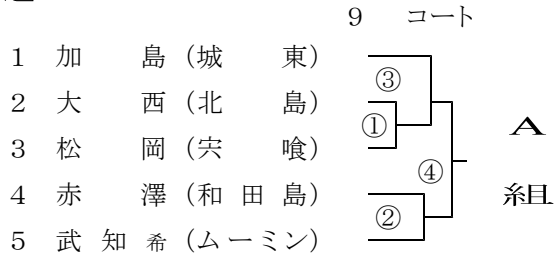 9 コート
1 加 島 (城 東)
2 大 西 (北 島)
3 松 岡 (宍 喰)
4 赤 澤 (和 田 島)
5 武 知 希 (ムーミン)
③
①
④
②
A
組